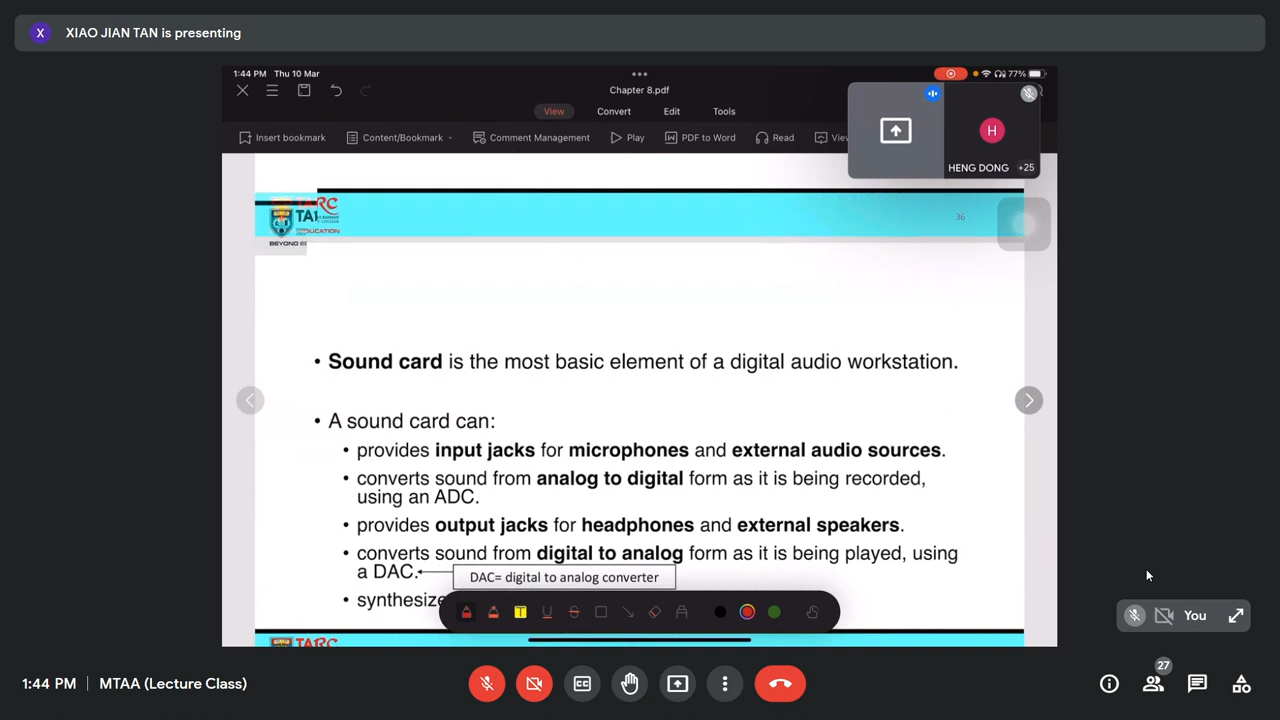 X XIAO JIAN TAN is presenting
1:44 PM Thu 10 Mar
77%
Chapter 8.pdf
View Convert Edit Tools
Insert bookmark Content/Bookmark Comment Management Play PDF to Word Read
H
HENG DONG +25
TARC
36
BEYOND
• Sound card is the most basic element of a digital audio workstation.
• A sound card can:
• provides input jacks for microphones and external audio sources.
• converts sound from analog to digital form as it is being recorded,
using an ADC.
• provides output jacks for headphones and external speakers.
• converts sound from digital to analog form as it is being played, using
a DAC.
DAC= digital to analog converter
• synthesize
You
TARC
1:44 PM | MTAA (Lecture Class)
27